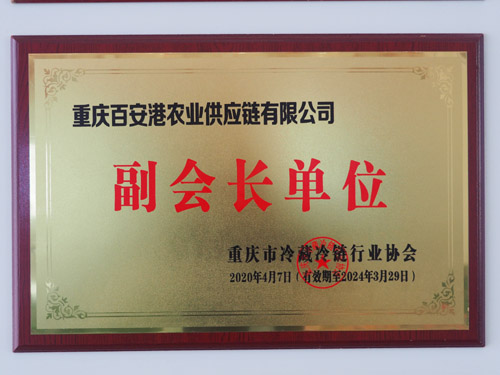 重庆百安港农业供应链有限公司
副会长单位
重庆市冷藏冷链行业协会
2020年4月7日（有效期至2024年3月29日）